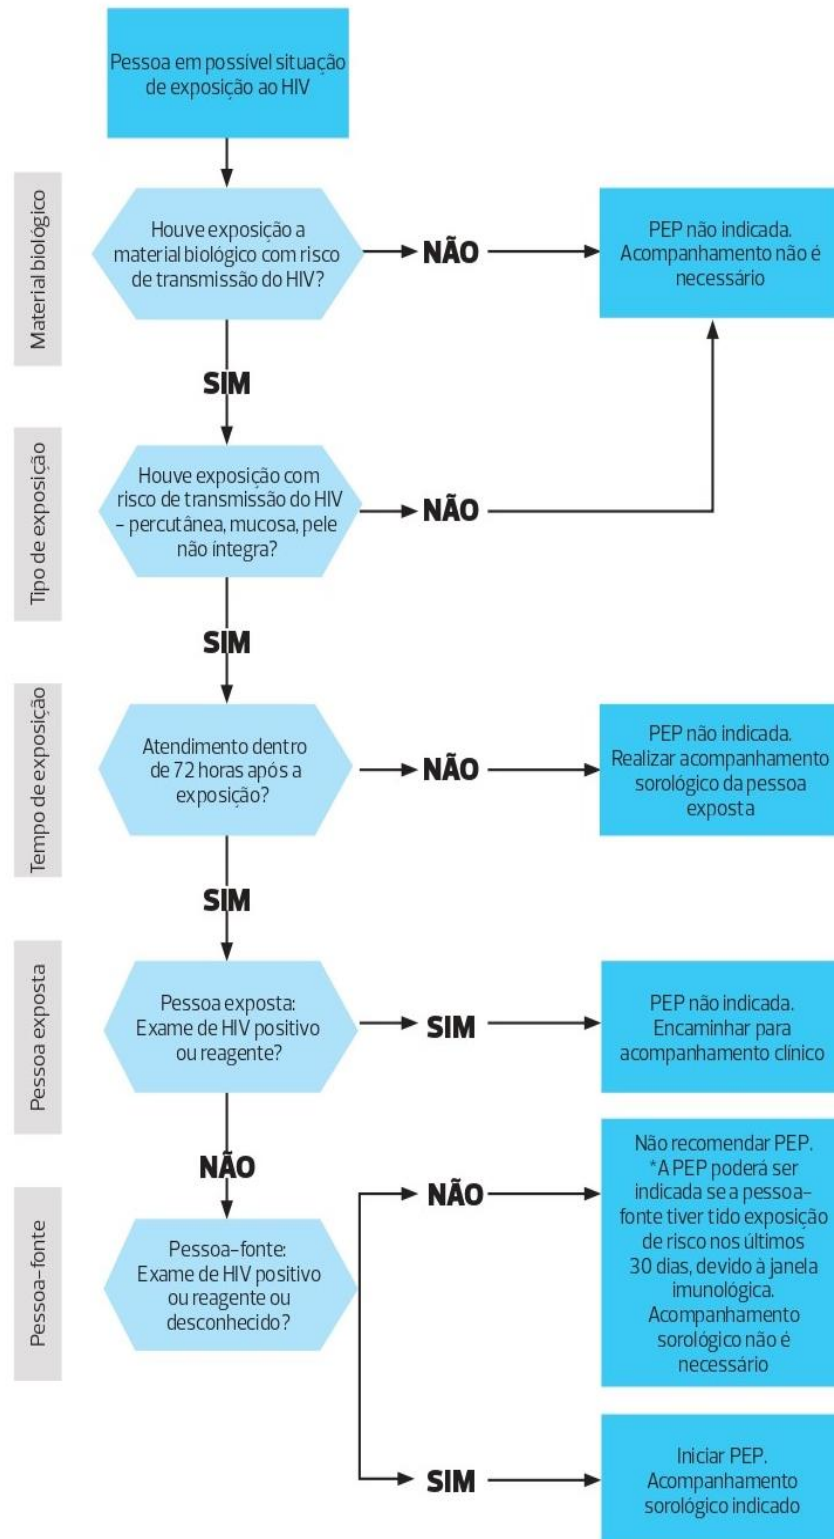 Pessoa em possível situação
de exposição ao HIV
Material biológico
Houve exposição a
material biológico com risco
de transmissão do HIV?
NÃO
PEP não indicada.
Acompanhamento não é
necessário
SIM
Tipo de exposição
Houve exposição com
risco de transmissão do HIV
– percutânea, mucosa, pele
não íntegra?
NÃO
SIM
Tempo de exposição
Atendimento dentro
de 72 horas após a
exposição?
NÃO
PEP não indicada.
Realizar acompanhamento
sorológico da pessoa
exposta
SIM
Pessoa exposta
Pessoa exposta:
Exame de HIV positivo
ou reagente?
SIM
PEP não indicada.
Encaminhar para
acompanhamento clínico
NÃO
Pessoa-fonte
Pessoa-fonte:
Exame de HIV positivo
ou reagente ou
desconhecido?
NÃO
Não recomendar PEP.
*A PEP poderá ser
indicada se a pessoa-
fonte tiver tido exposição
de risco nos últimos
30 dias, devido à janela
imunológica.
Acompanhamento
sorológico não é
necessário
SIM
Iniciar PEP.
Acompanhamento
sorológico indicado